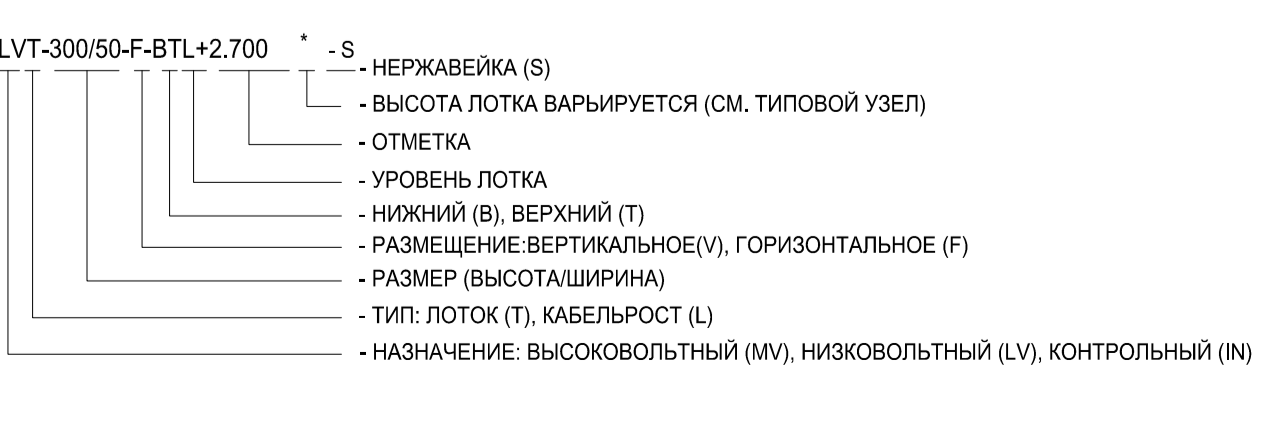 LVT-300/50-F-BTL+2.700 * - S
- НЕРЖАВЕЙКА (S)
- ВЫСОТА ЛОТКА ВАРЬИРУЕТСЯ (СМ. ТИПОВОЙ УЗЕЛ)
- ОТМЕТКА
- УРОВЕНЬ ЛОТКА
- НИЖНИЙ (B), ВЕРХНИЙ (T)
- РАЗМЕЩЕНИЕ:ВЕРТИКАЛЬНОЕ(V), ГОРИЗОНТАЛЬНОЕ (F)
- РАЗМЕР (ВЫСОТА/ШИРИНА)
- ТИП: ЛОТОК (T), КАБЕЛЬРОСТ (L)
- НАЗНАЧЕНИЕ: ВЫСОКОВОЛЬТНЫЙ (MV), НИЗКОВОЛЬТНЫЙ (LV), КОНТРОЛЬНЫЙ (IN)